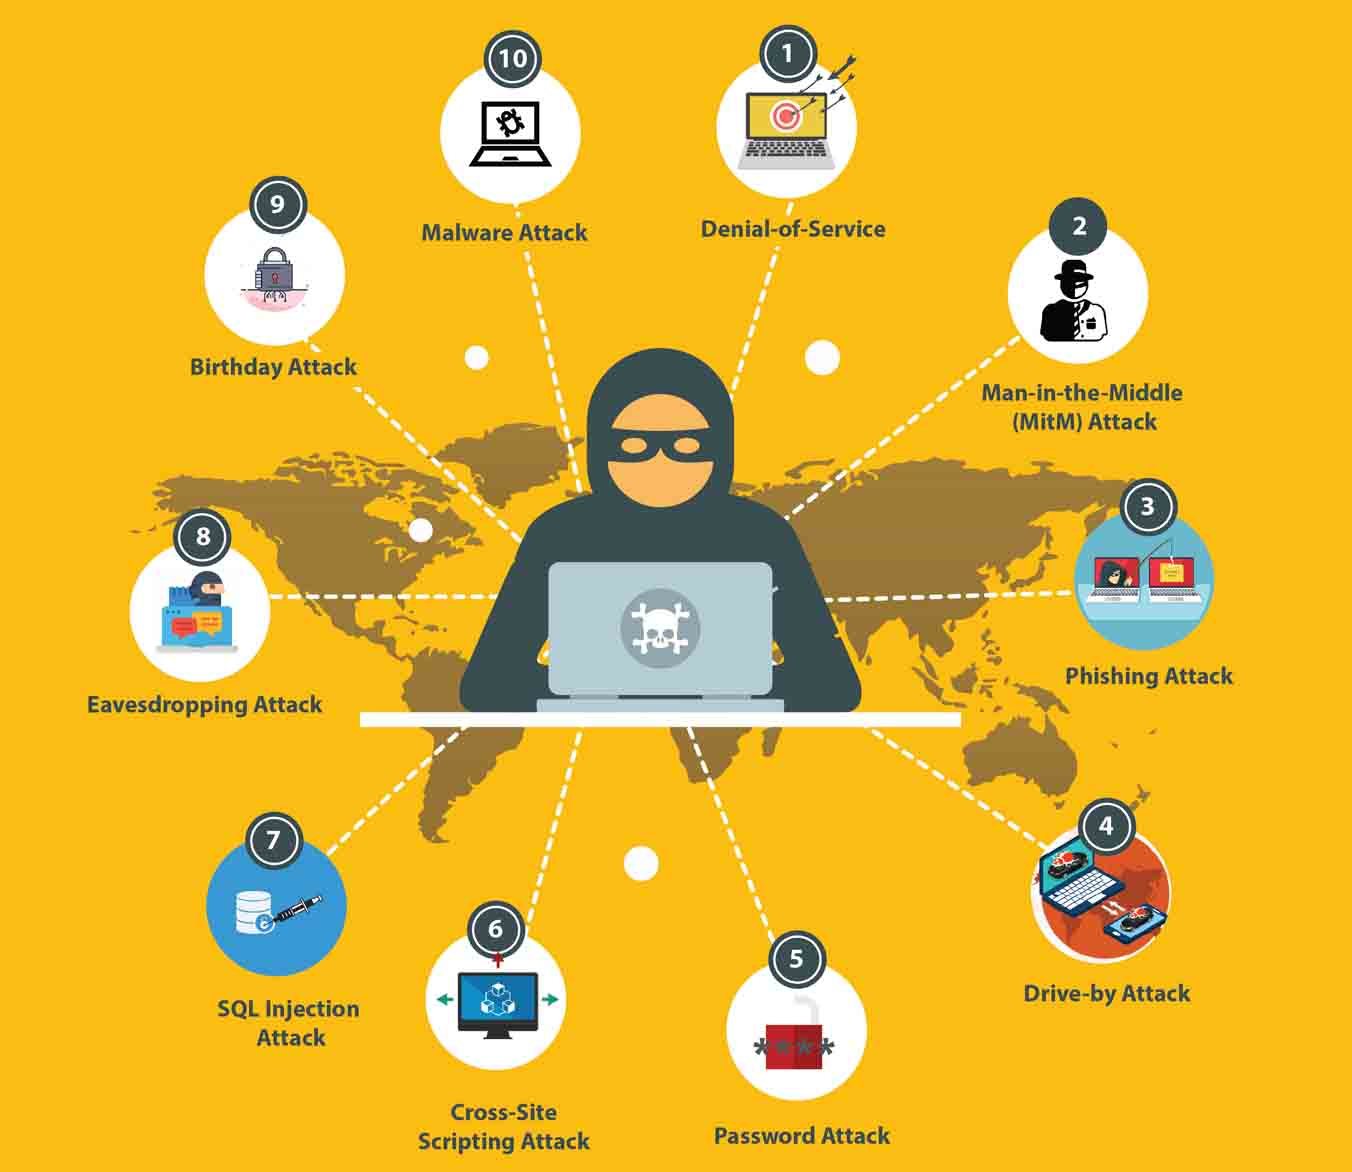 1
Denial-of-Service
2
Man-in-the-Middle
(MitM) Attack
3
Phishing Attack
4
Drive-by Attack
5
****
Password Attack
6
Cross-Site
Scripting Attack
7
SQL Injection
Attack
8
Eavesdropping Attack
9
Birthday Attack
10
Malware Attack